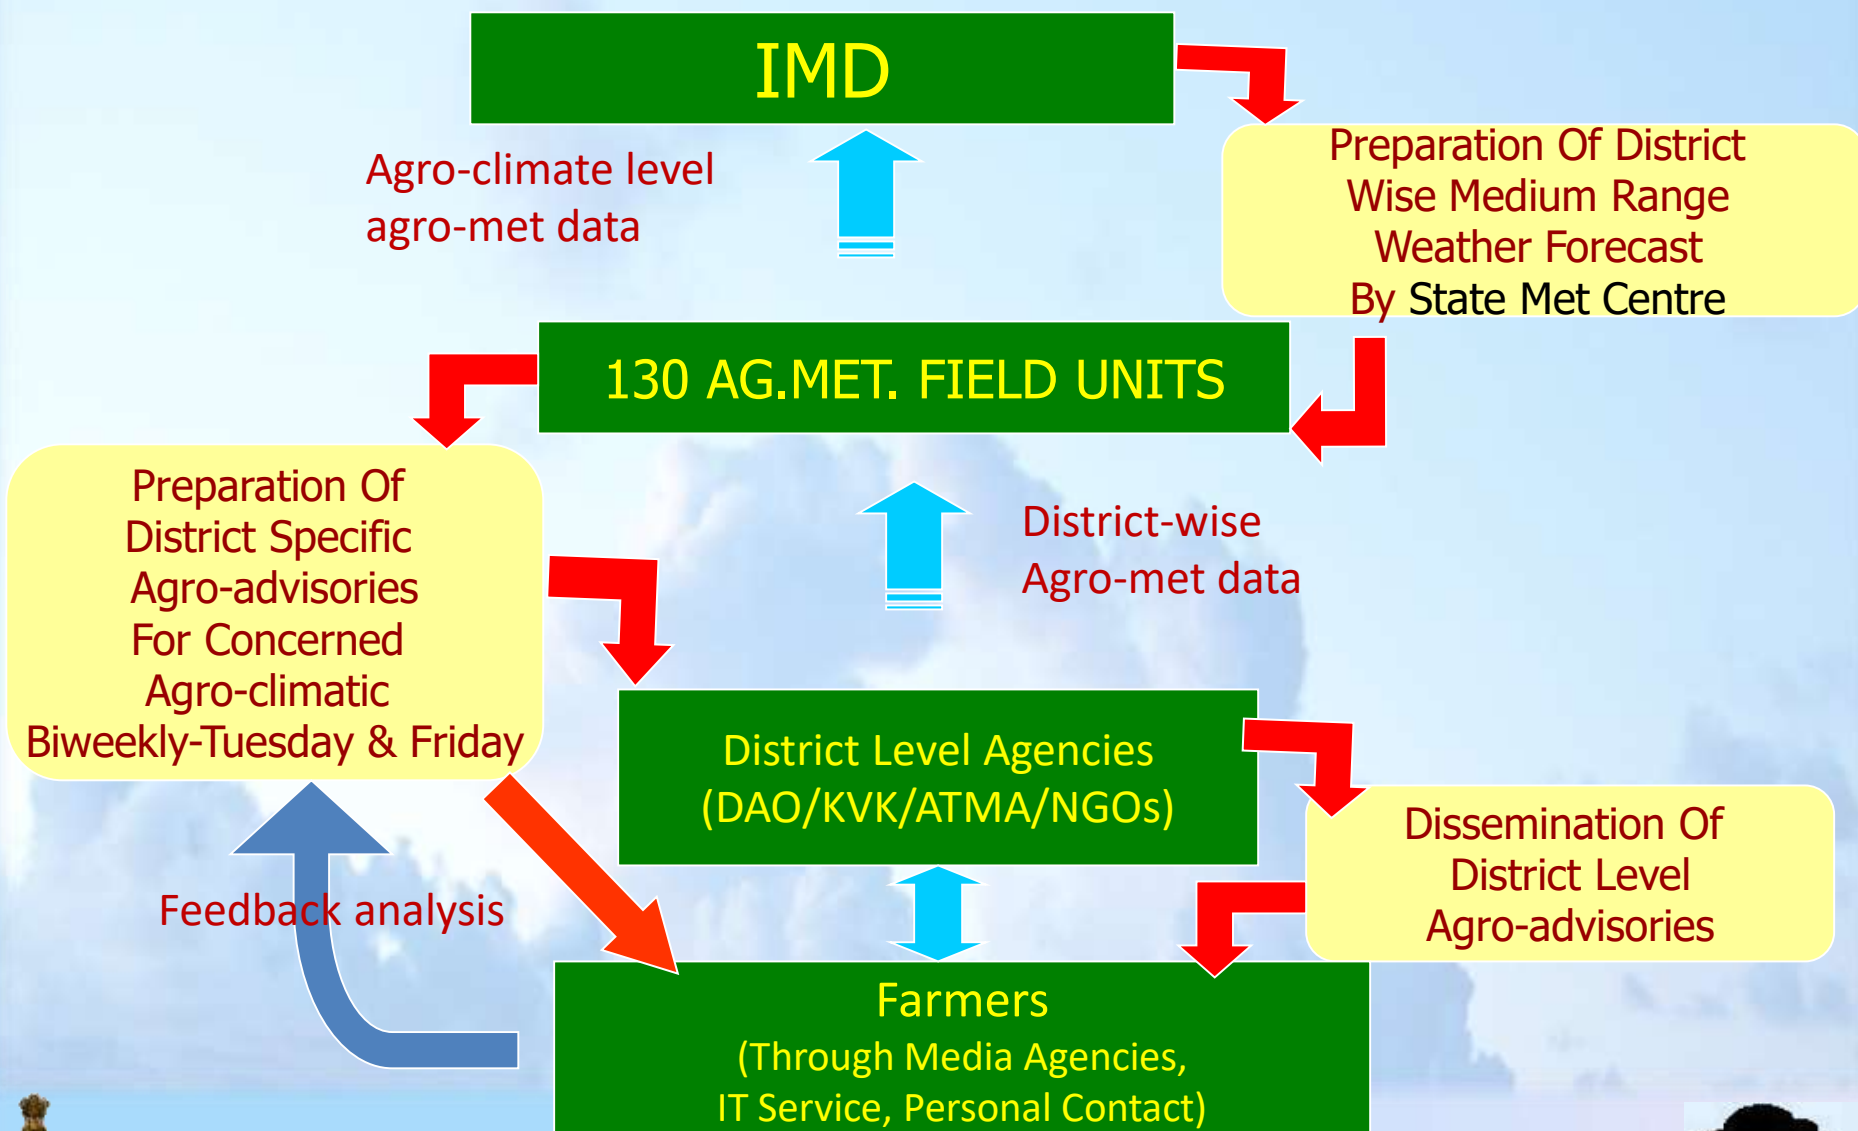 IMD
Agro-climate level
agro-met data
Preparation Of District
Wise Medium Range
Weather Forecast
By State Met Centre
130 AG.MET. FIELD UNITS
Preparation Of
District Specific
Agro-advisories
For Concerned
Agro-climatic
Biweekly-Tuesday & Friday
District-wise
Agro-met data
District Level Agencies
(DAO/KVK/ATMA/NGOs)
Dissemination Of
District Level
Agro-advisories
Feedback analysis
Farmers
(Through Media Agencies,
IT Service, Personal Contact)